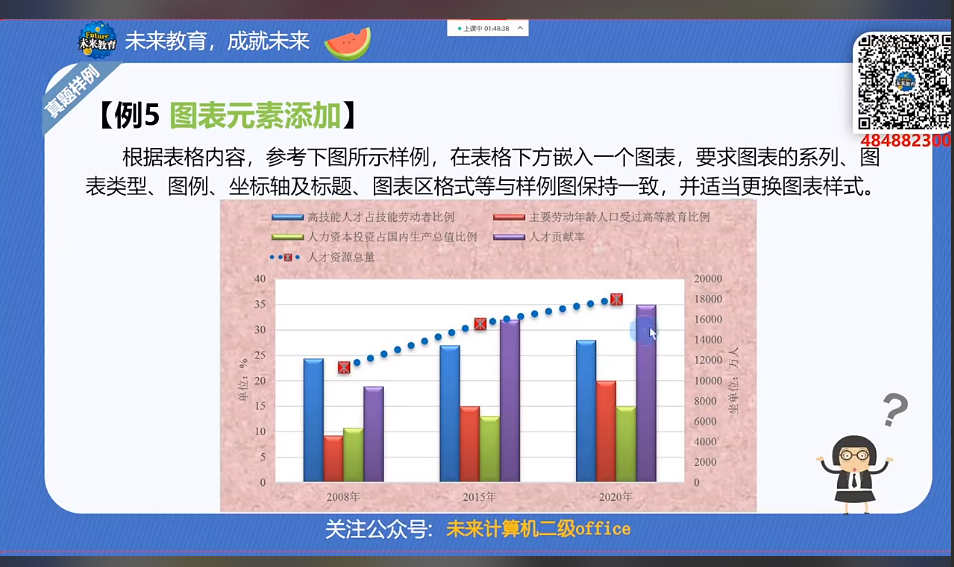 上课中 01:48:38
Future
未来教育
未来教育，成就未来
真题样例
484882300
【例5 图表元素添加】
根据表格内容，参考下图所示样例，在表格下方嵌入一个图表，要求图表的系列、图
表类型、图例、坐标轴及标题、图表区格式等与样例图保持一致，并适当更换图表样式。
高技能人才占技能劳动者比例 主要劳动年龄人口受过高等教育比例
人力资本投资占国内生产总值比例 人才贡献率
人才资源总量
40 20000
35 18000
30 16000
25 14000
20 12000
15 10000
10 8000
5 6000
0 4000
2000
0
单位：%
坐单位：万人
2008年 2015年 2020年
?
关注公众号：未来计算机二级office